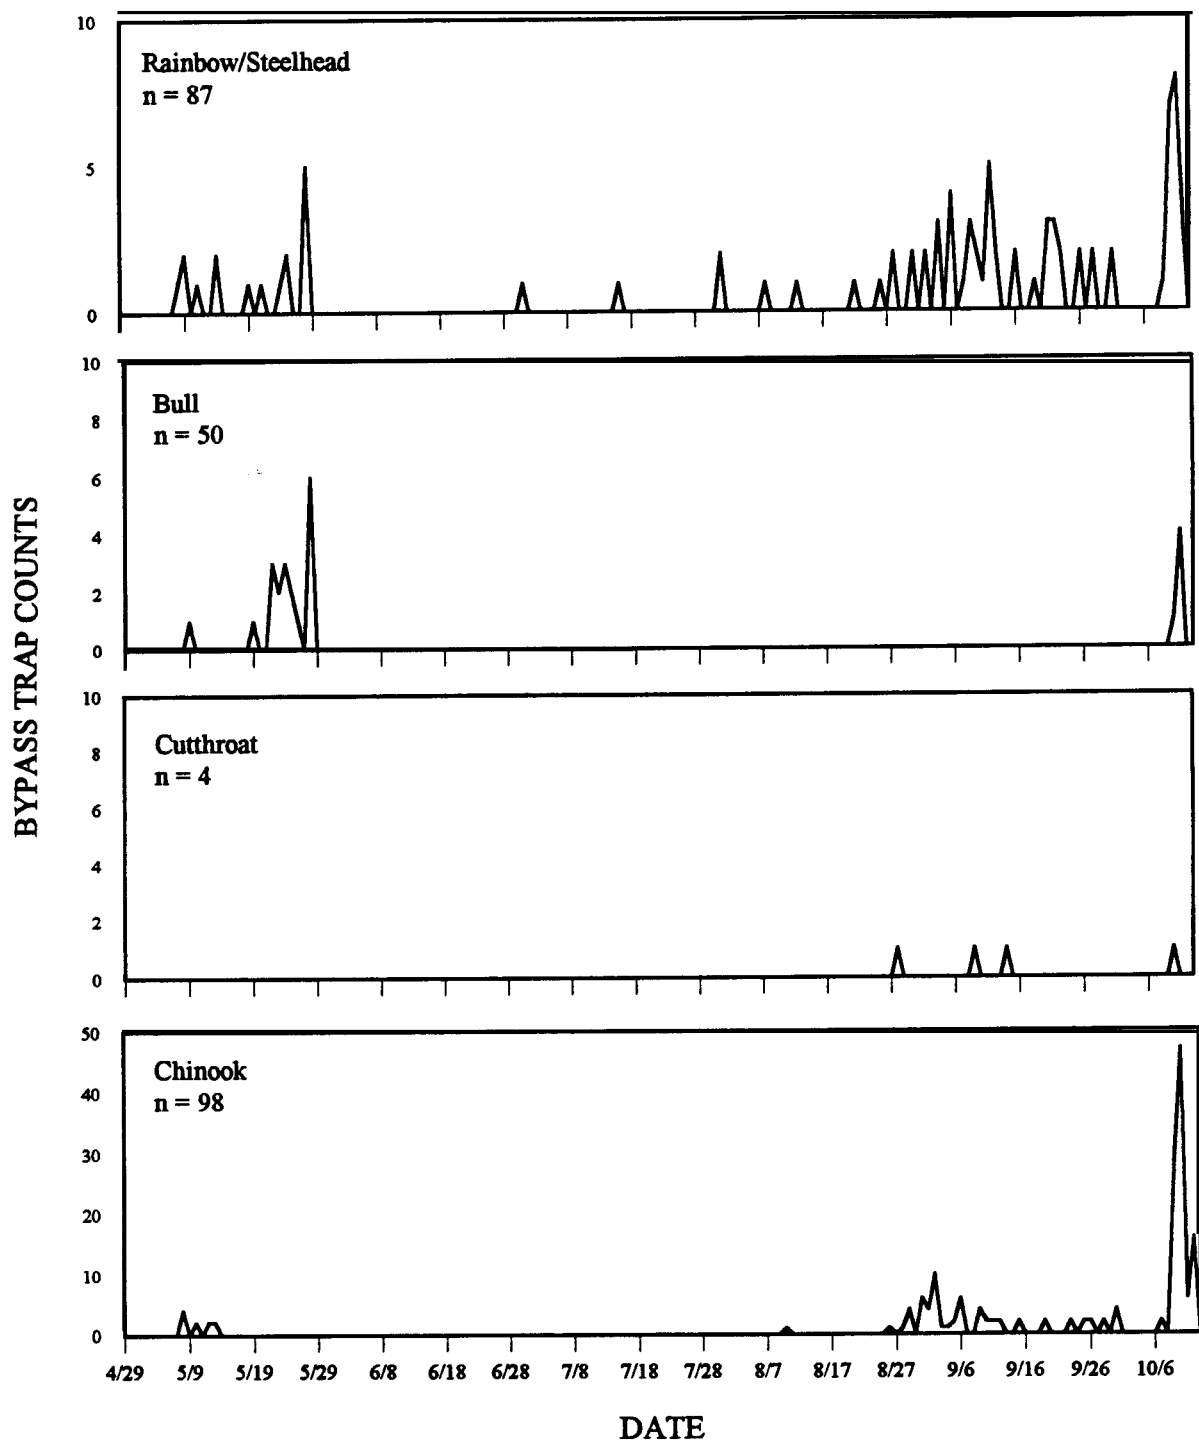 10
Rainbow/Steelhead
n = 87
5
0
10
Bull
n = 50
8
6
4
2
0
10
Cutthroat
n = 4
8
6
4
2
0
50
Chinook
n = 98
40
30
20
10
0
4/29 5/9 5/19 5/29 6/8 6/18 6/28 7/8 7/18 7/28 8/7 8/17 8/27 9/6 9/16 9/26 10/6
DATE
BYPASS TRAP COUNTS